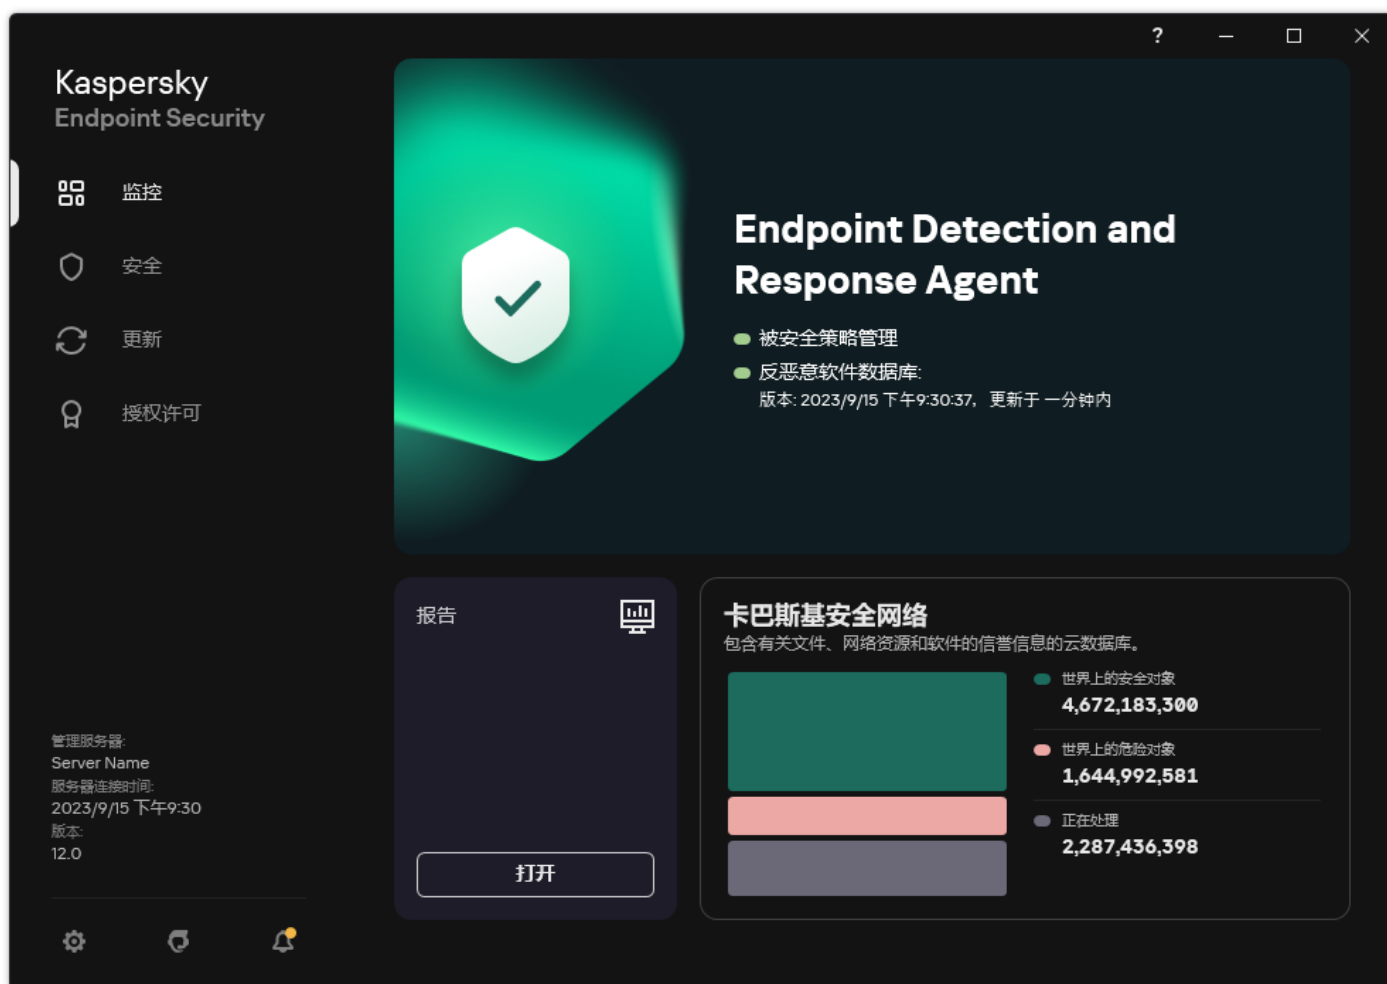 ?
Kaspersky
Endpoint Security
监控
安全
更新
授权许可
管理服务器:
Server Name
服务器连接时间:
2023/9/15 下午9:30
版本:
12.0
Endpoint Detection and
Response Agent
被安全策略管理
反恶意软件数据库:
版本: 2023/9/15 下午9:30:37，更新于 一分钟内
报告
打开
卡巴斯基安全网络
包含有关文件、网络资源和软件的信誉信息的云数据库。
世界上的安全对象
4,672,183,300
世界上的危险对象
1,644,992,581
正在处理
2,287,436,398